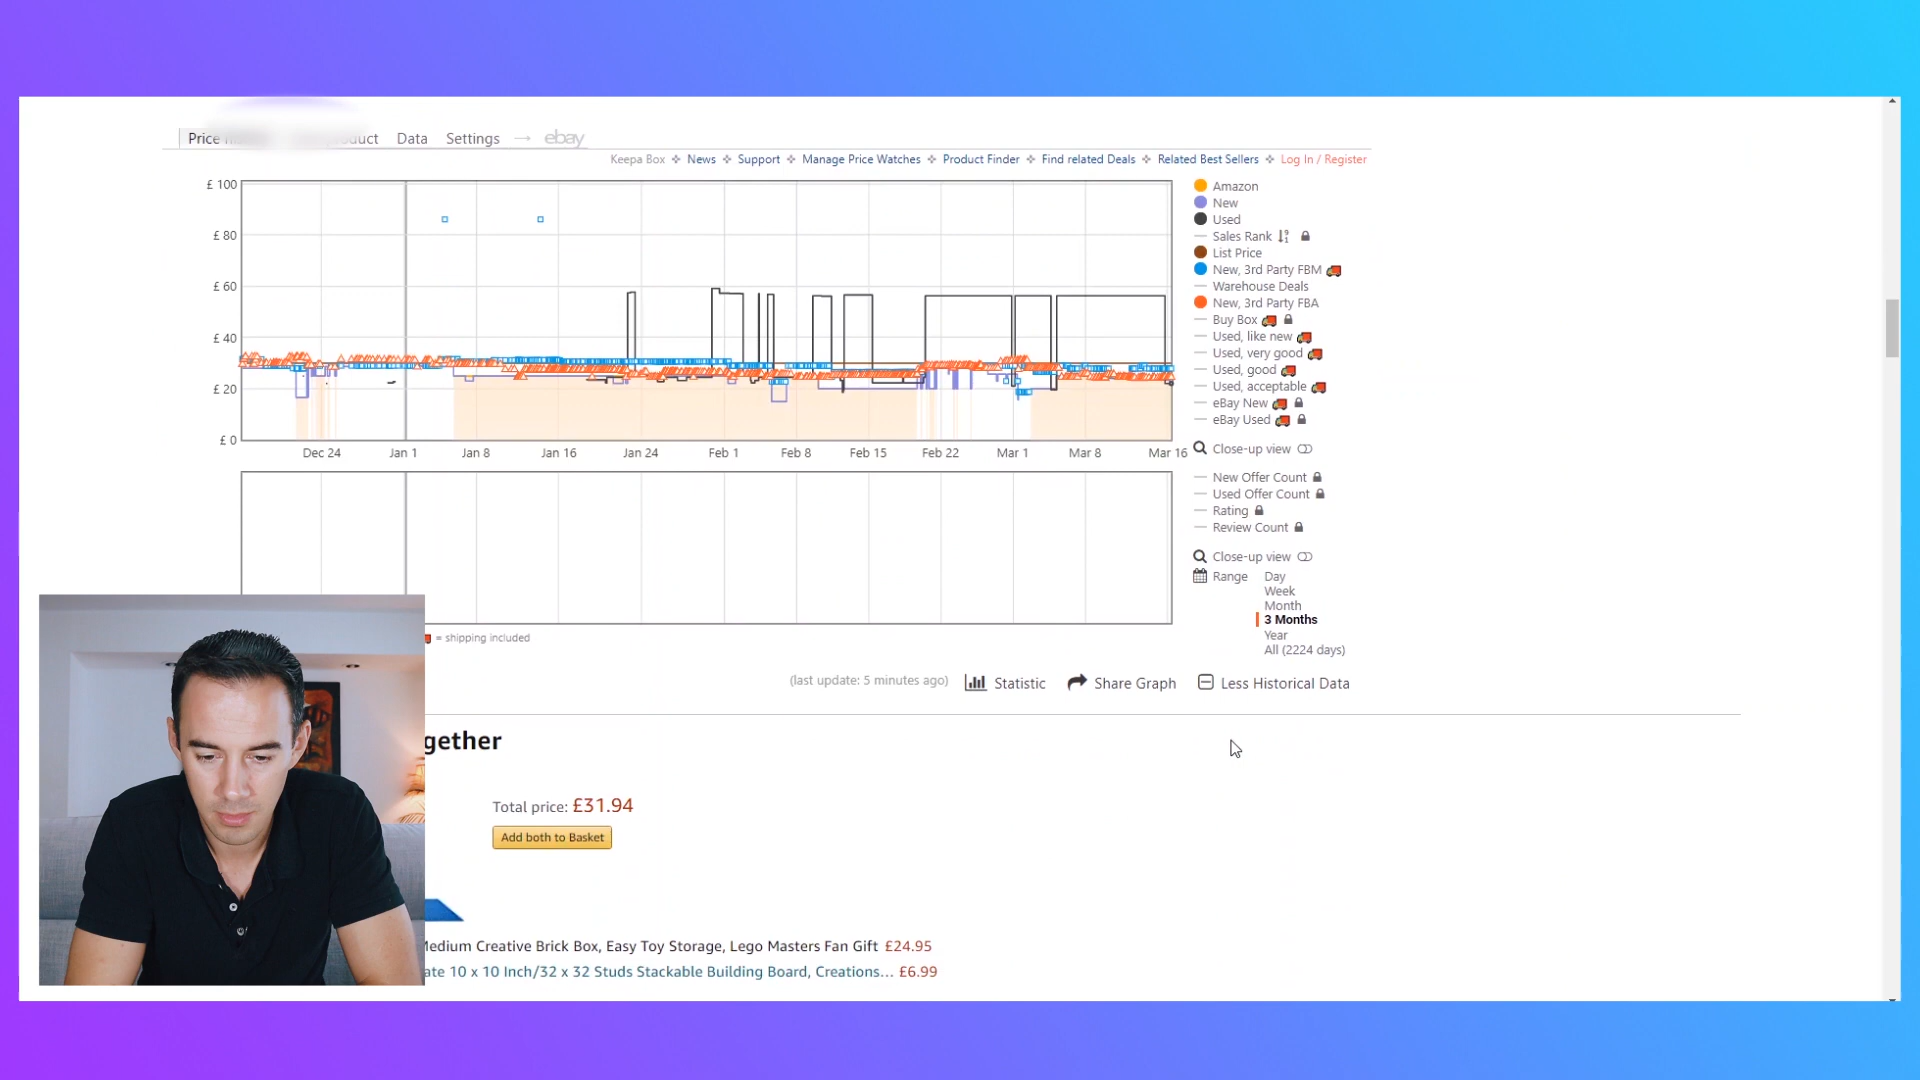 Price
duct
Data
Settings
ebay
Keepa Box
News
Support
Manage Price Watches
Product Finder
Find related Deals
Related Best Sellers
Log In / Register
£ 100
£ 80
£ 60
£ 40
£ 20
£ 0
Dec 24
Jan 1
Jan 8
Jan 16
Jan 24
Feb 1
Feb 8
Feb 15
Feb 22
Mar 1
Mar 8
Mar 16
Amazon
New
Used
Sales Rank
List Price
New, 3rd Party FBM
Warehouse Deals
New, 3rd Party FBA
Buy Box
Used, like new
Used, very good
Used, good
Used, acceptable
eBay New
eBay Used
Close-up view
New Offer Count
Used Offer Count
Rating
Review Count
Close-up view
Range
Day
Week
Month
3 Months
Year
All (2224 days)
= shipping included
(last update: 5 minutes ago)
Statistic
Share Graph
Less Historical Data
gether
Total price: £31.94
Add both to Basket
Medium Creative Brick Box, Easy Toy Storage, Lego Masters Fan Gift £24.95
ate 10 x 10 Inch/32 x 32 Studs Stackable Building Board, Creations... £6.99